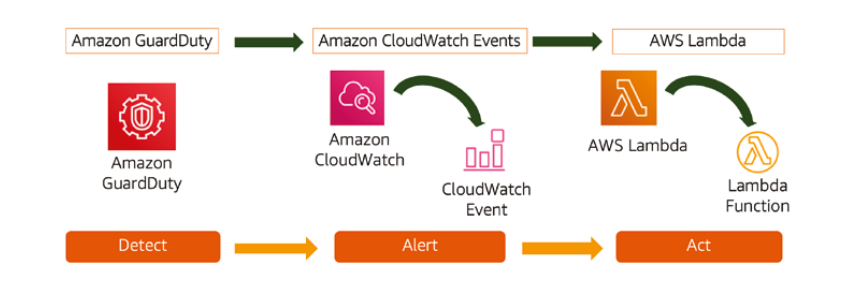 Amazon GuardDuty
Amazon CloudWatch Events
AWS Lambda
Amazon
GuardDuty
Amazon
CloudWatch
CloudWatch
Event
AWS Lambda
Lambda
Function
Detect
Alert
Act